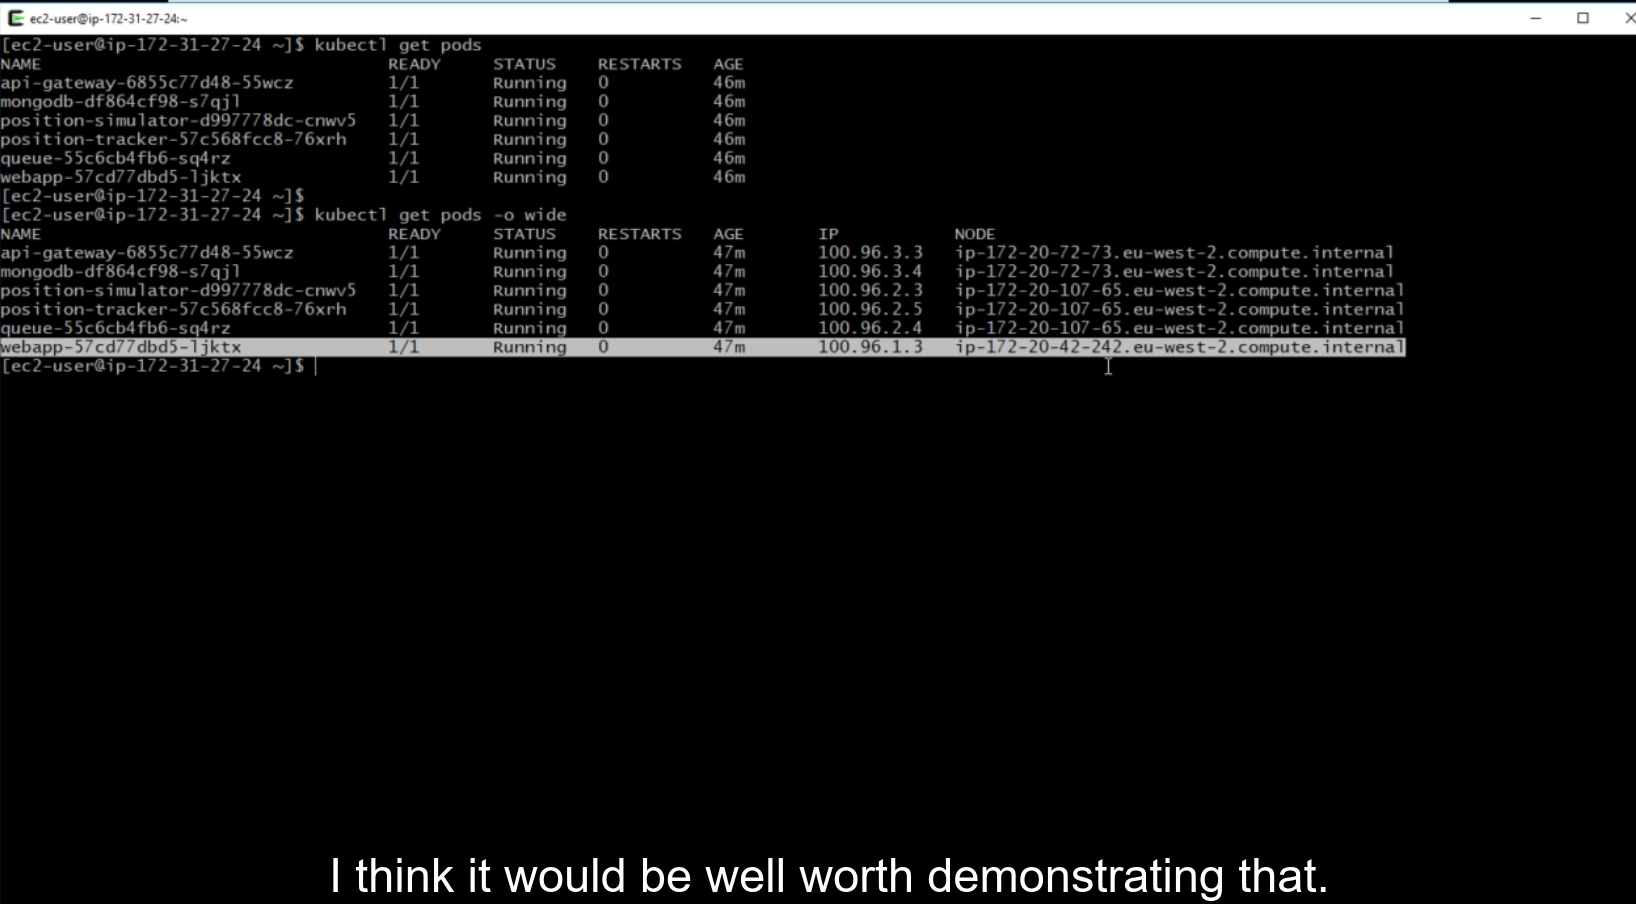 ec2-user@ip-172-31-27-24:~
[ec2-user@ip-172-31-27-24 ~]$ kubectl get pods
NAME READY STATUS RESTARTS AGE
api-gateway-6855c77d48-55wcz 1/1 Running 0 46m
mongodb-df864cf98-s7qjl 1/1 Running 0 46m
position-simulator-d997778dc-cnwv5 1/1 Running 0 46m
position-tracker-57c568fcc8-76xrh 1/1 Running 0 46m
queue-55c6cb4fb6-sq4rz 1/1 Running 0 46m
webapp-57cd77dbd5-ljktx 1/1 Running 0 46m
[ec2-user@ip-172-31-27-24 ~]$
[ec2-user@ip-172-31-27-24 ~]$ kubectl get pods -o wide
NAME READY STATUS RESTARTS AGE IP NODE
api-gateway-6855c77d48-55wcz 1/1 Running 0 47m 100.96.3.3 ip-172-20-72-73.eu-west-2.compute.internal
mongodb-df864cf98-s7qjl 1/1 Running 0 47m 100.96.3.4 ip-172-20-72-73.eu-west-2.compute.internal
position-simulator-d997778dc-cnwv5 1/1 Running 0 47m 100.96.2.3 ip-172-20-107-65.eu-west-2.compute.internal
position-tracker-57c568fcc8-76xrh 1/1 Running 0 47m 100.96.2.5 ip-172-20-107-65.eu-west-2.compute.internal
queue-55c6cb4fb6-sq4rz 1/1 Running 0 47m 100.96.2.4 ip-172-20-107-65.eu-west-2.compute.internal
webapp-57cd77dbd5-ljktx 1/1 Running 0 47m 100.96.1.3 ip-172-20-42-242.eu-west-2.compute.internal
[ec2-user@ip-172-31-27-24 ~]$
I think it would be well worth demonstrating that.